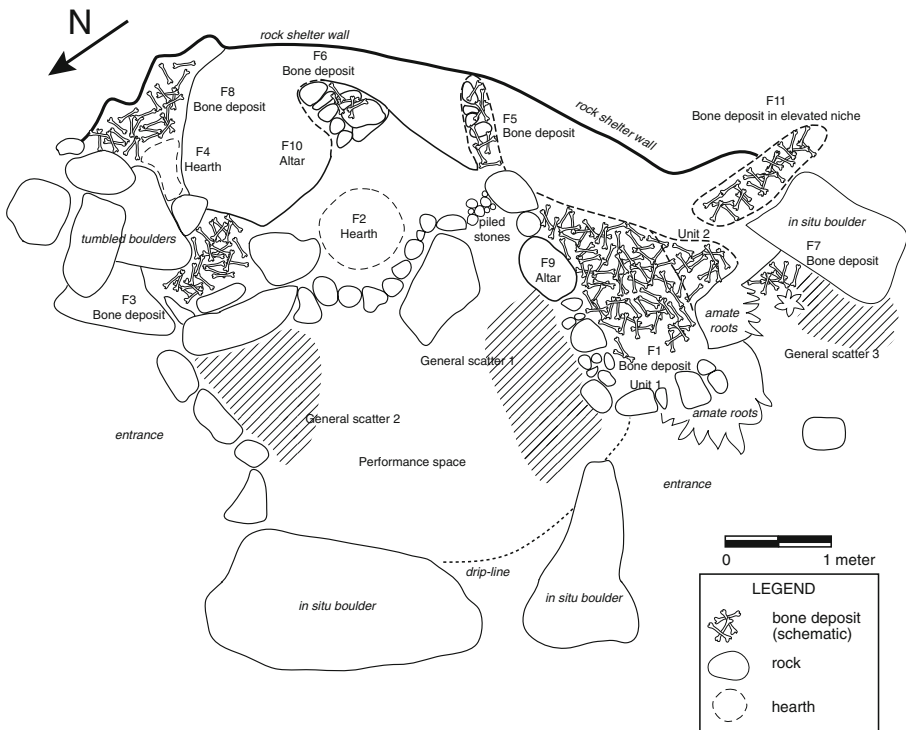 N
rock shelter wall
F6
Bone deposit
F8
Bone deposit
F5
Bone deposit
rock shelter wall
F11
Bone deposit in elevated niche
F4
Hearth
F10
Altar
F2
Hearth
piled
stones
in situ boulder
tumbled boulders
Unit 2
F7
Bone deposit
F9
Altar
F3
Bone deposit
amate
roots
General scatter 1
F1
Bone deposit
General scatter 3
Unit 1
General scatter 2
amate roots
entrance
Performance space
entrance
0
1 meter
drip-line
in situ boulder
in situ boulder
LEGEND
bone deposit
(schematic)
rock
hearth